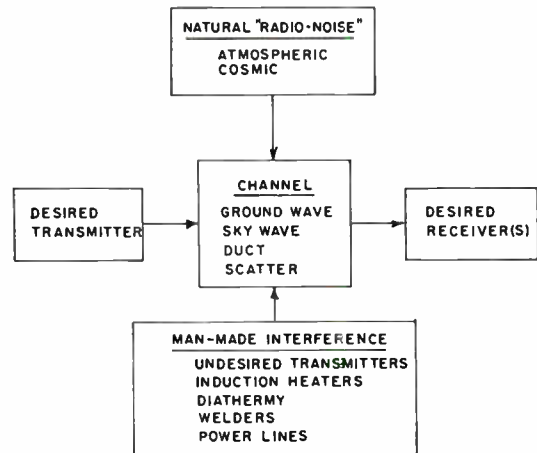 NATURAL "RADIO-NOISE"
ATMOSPHERIC
COSMIC
DESIRED
TRANSMITTER
CHANNEL
GROUND WAVE
SKY WAVE
DUCT
SCATTER
DESIRED
RECEIVER(S)
MAN-MADE INTERFERENCE
UNDESIRED TRANSMITTERS
INDUCTION HEATERS
DIATHERMY
WELDERS
POWER LINES